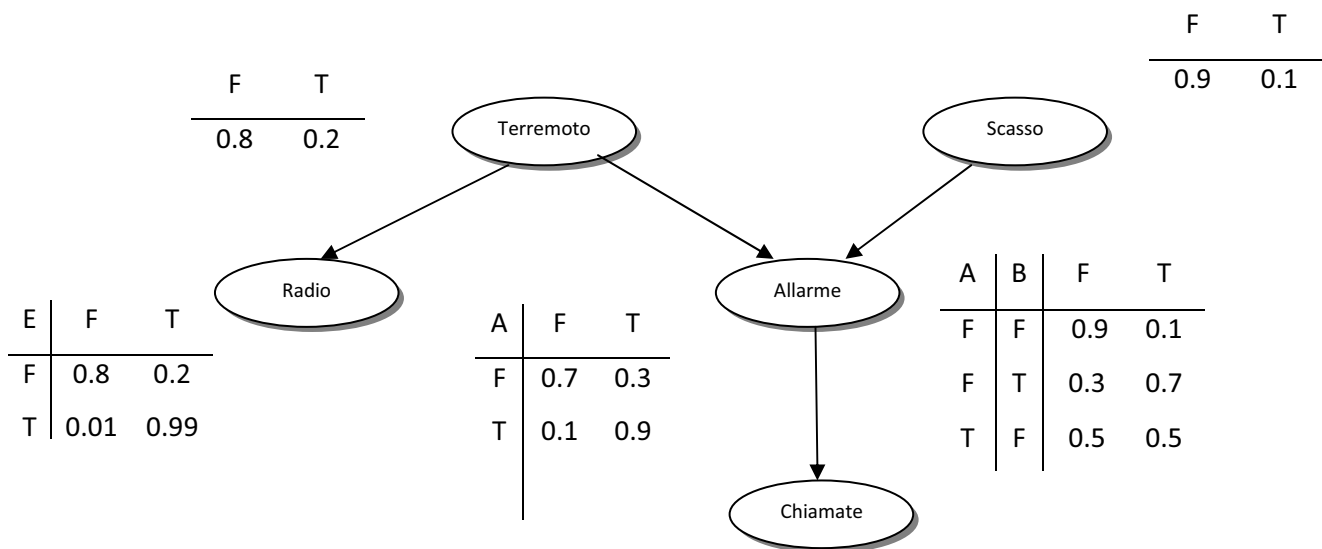 F T
0.9 0.1
F T
0.8 0.2
Terremoto
Scasso
Radio
Allarme
E F T
F 0.8 0.2
T 0.01 0.99
A F T
F 0.7 0.3
T 0.1 0.9
A B F T
F F 0.9 0.1
F T 0.3 0.7
T F 0.5 0.5
Chiamate